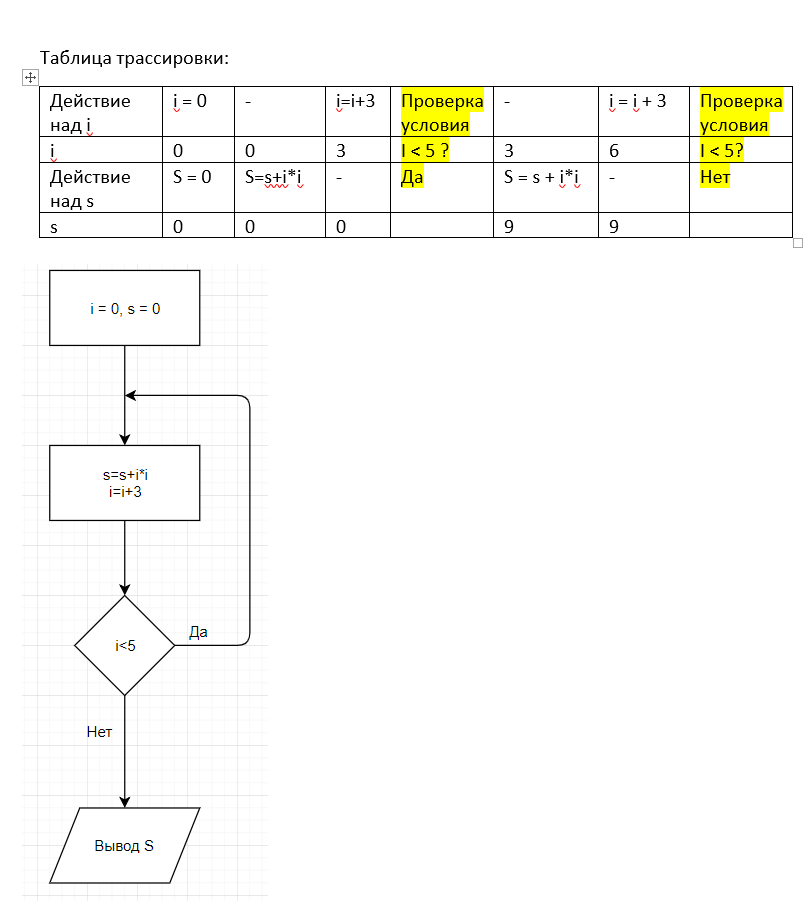 Таблица трассировки:
Действие над i i = 0 - i=i+3 Проверка условия - i = i + 3 Проверка условия
i 0 0 3 I < 5 ? 3 6 I < 5?
Действие над s S = 0 S=s+i*i - Да S = s + i*i - Нет
s 0 0 0 9 9
i = 0, s = 0
s=s+i*i
i=i+3
i<5
Да
Нет
Вывод S